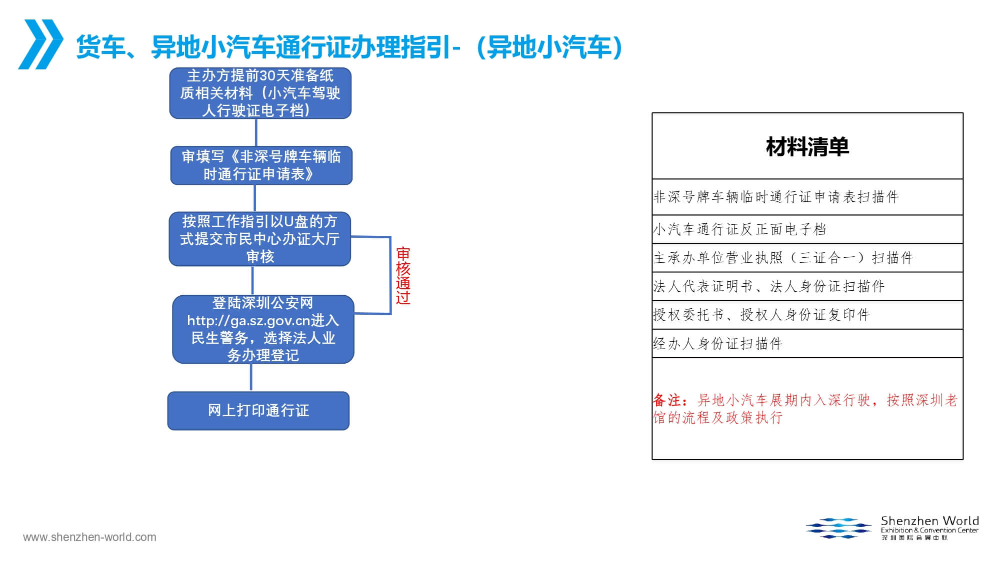 货车、异地小汽车通行证办理指引-（异地小汽车）
主办方提前30天准备纸
质相关材料（小汽车驾驶
人行驶证电子档）
审填写《非深号牌车辆临
时通行证申请表》
按照工作指引以U盘的方
式提交市民中心办证大厅
审核
审核通过
登陆深圳公安网
http://ga.sz.gov.cn进入
民生警务，选择法人业
务办理登记
网上打印通行证
材料清单
非深号牌车辆临时通行证申请表扫描件
小汽车通行证反正面电子档
主承办单位营业执照（三证合一）扫描件
法人代表证明书、法人身份证扫描件
授权委托书、授权人身份证复印件
经办人身份证扫描件
备注：异地小汽车展期内入深行驶，按照深圳老
馆的流程及政策执行
www.shenzhen-world.com
Shenzhen World
Exhibition & Convention Center
深圳国际会展中心